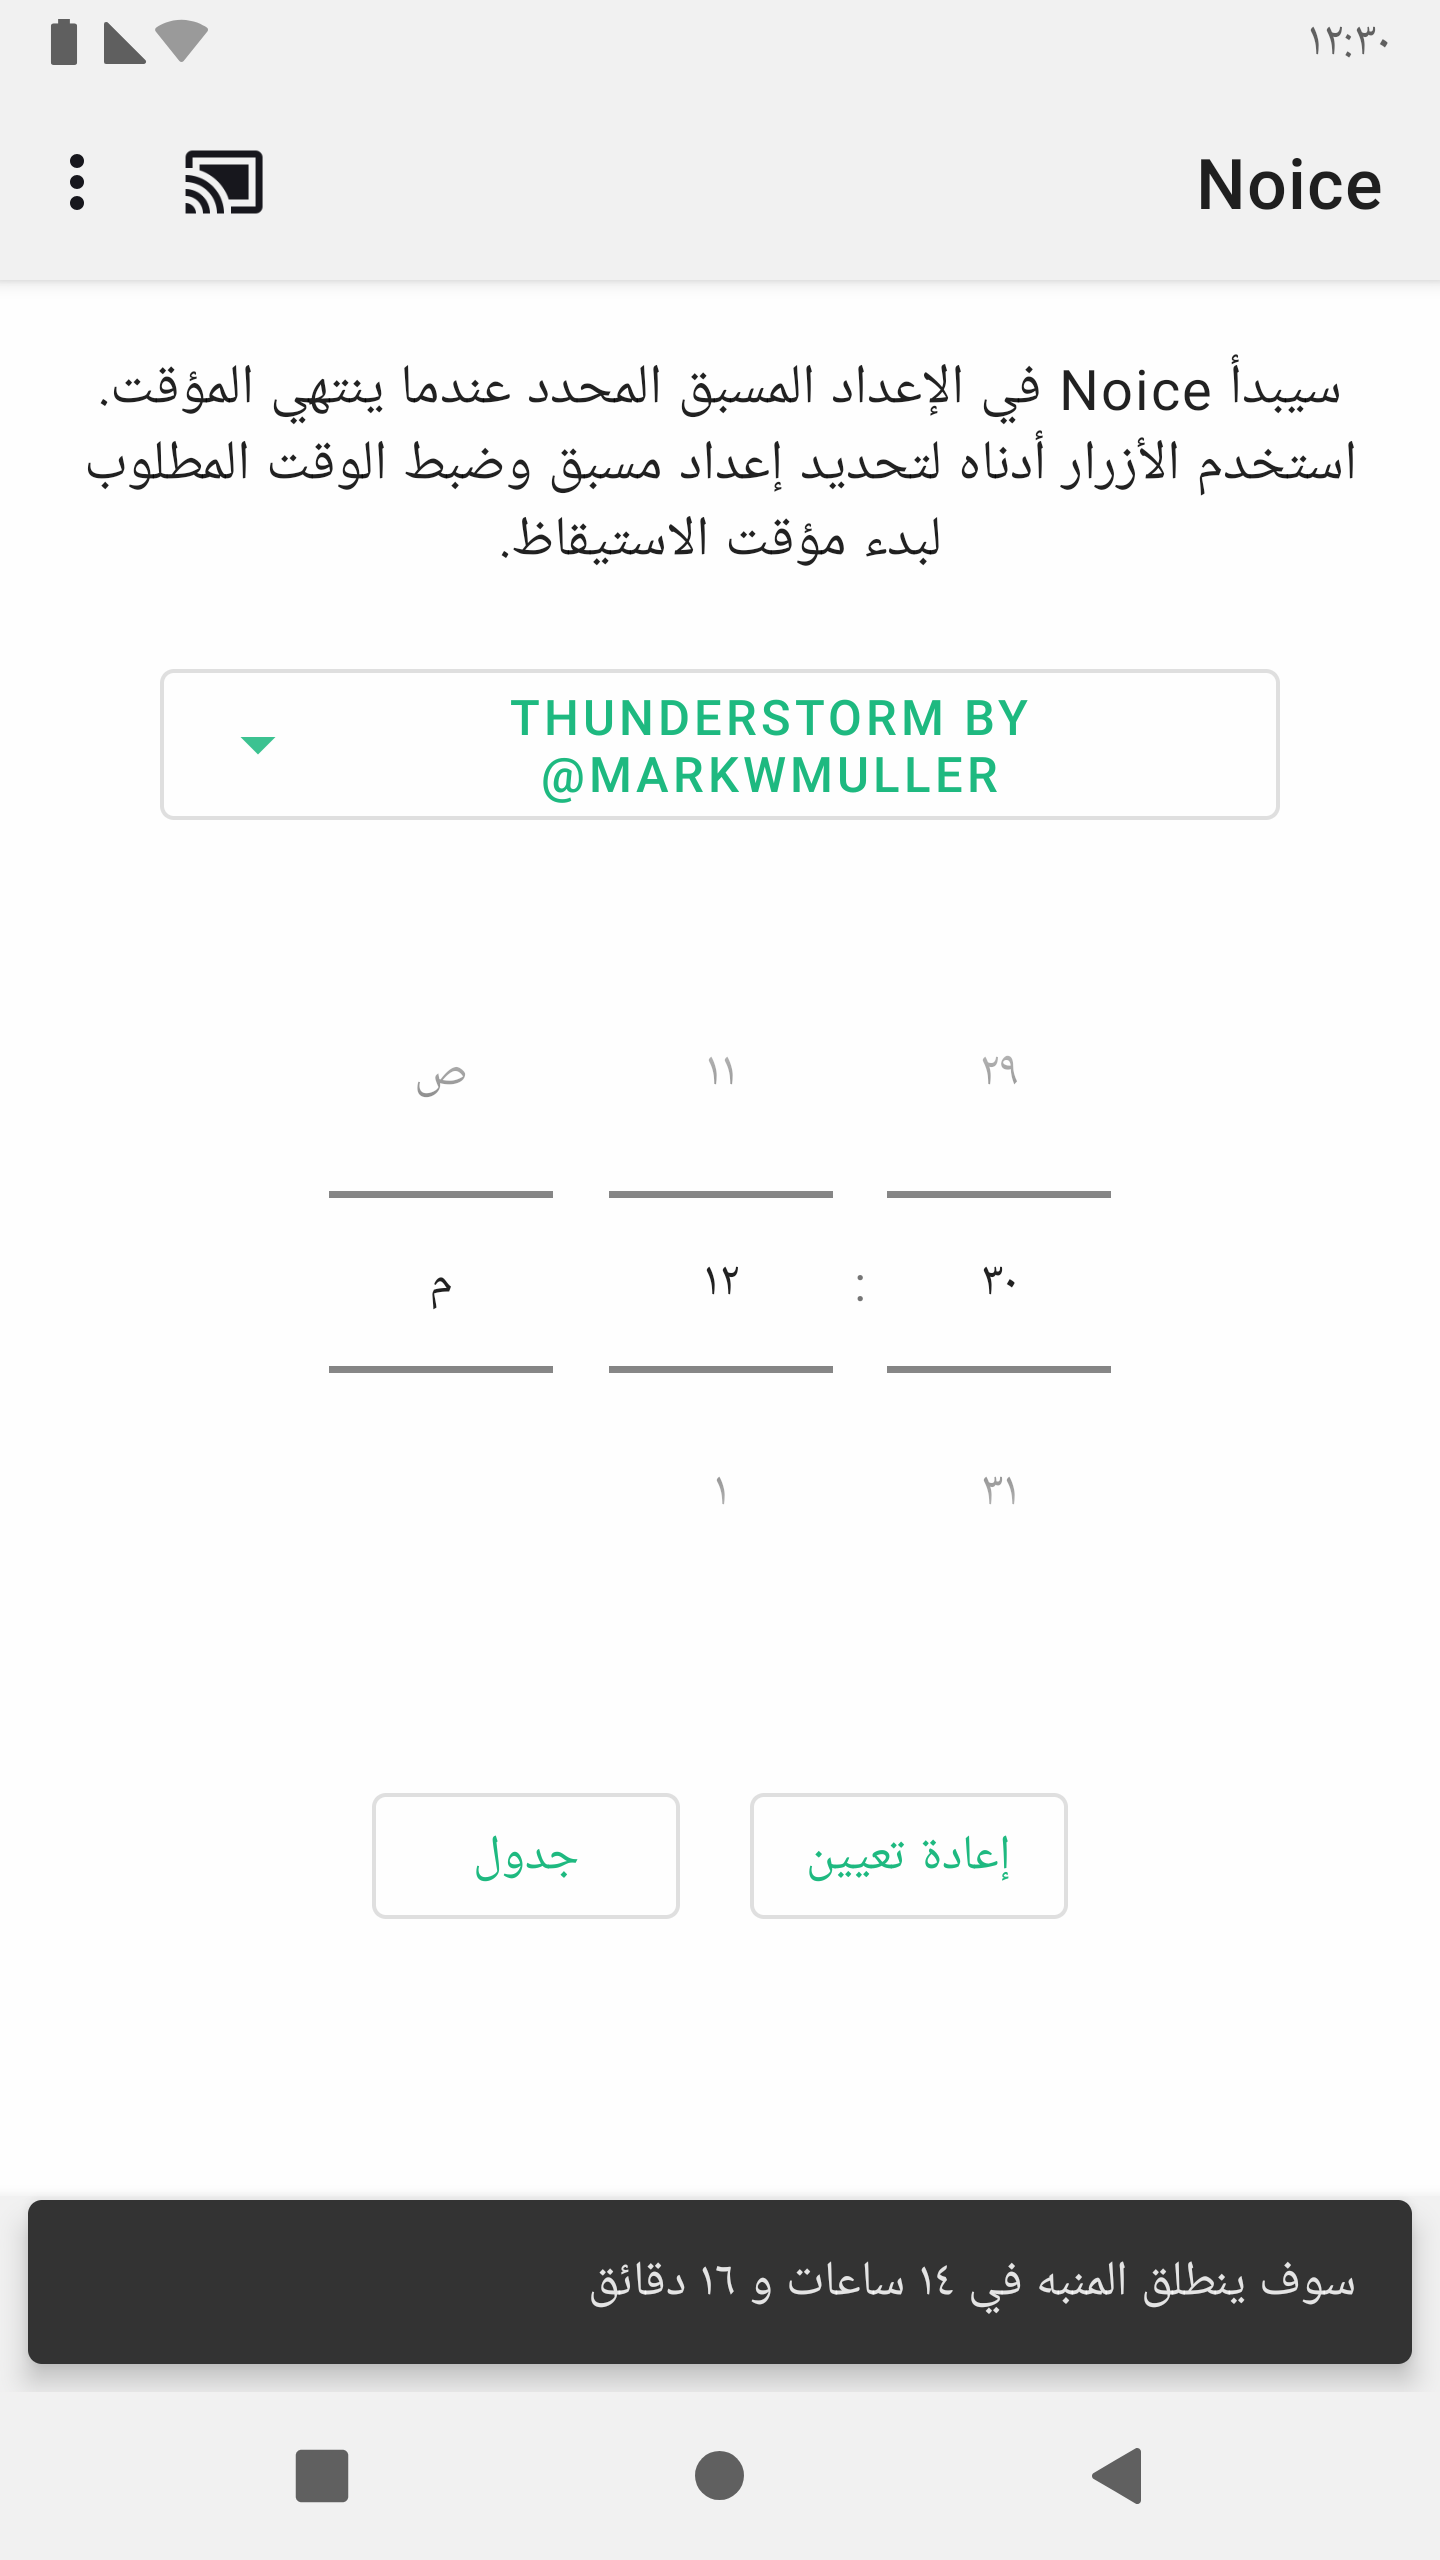 ١٢:٣٠
Noice
سيبدأ Noice في الإعداد المسبق المحدد عندما ينتهي المؤقت.
استخدم الأزرار أدناه لتحديد إعداد مسبق وضبط الوقت المطلوب
لبدء مؤقت الاستيقاظ.
THUNDERSTORM BY
@MARKWMULLER
٢٩ ١١ ص
٣٠ : ١٢ م
٣١ ١
إعادة تعيين
جدول
سوف ينطلق المنبه في ١٤ ساعات و ١٦ دقائق